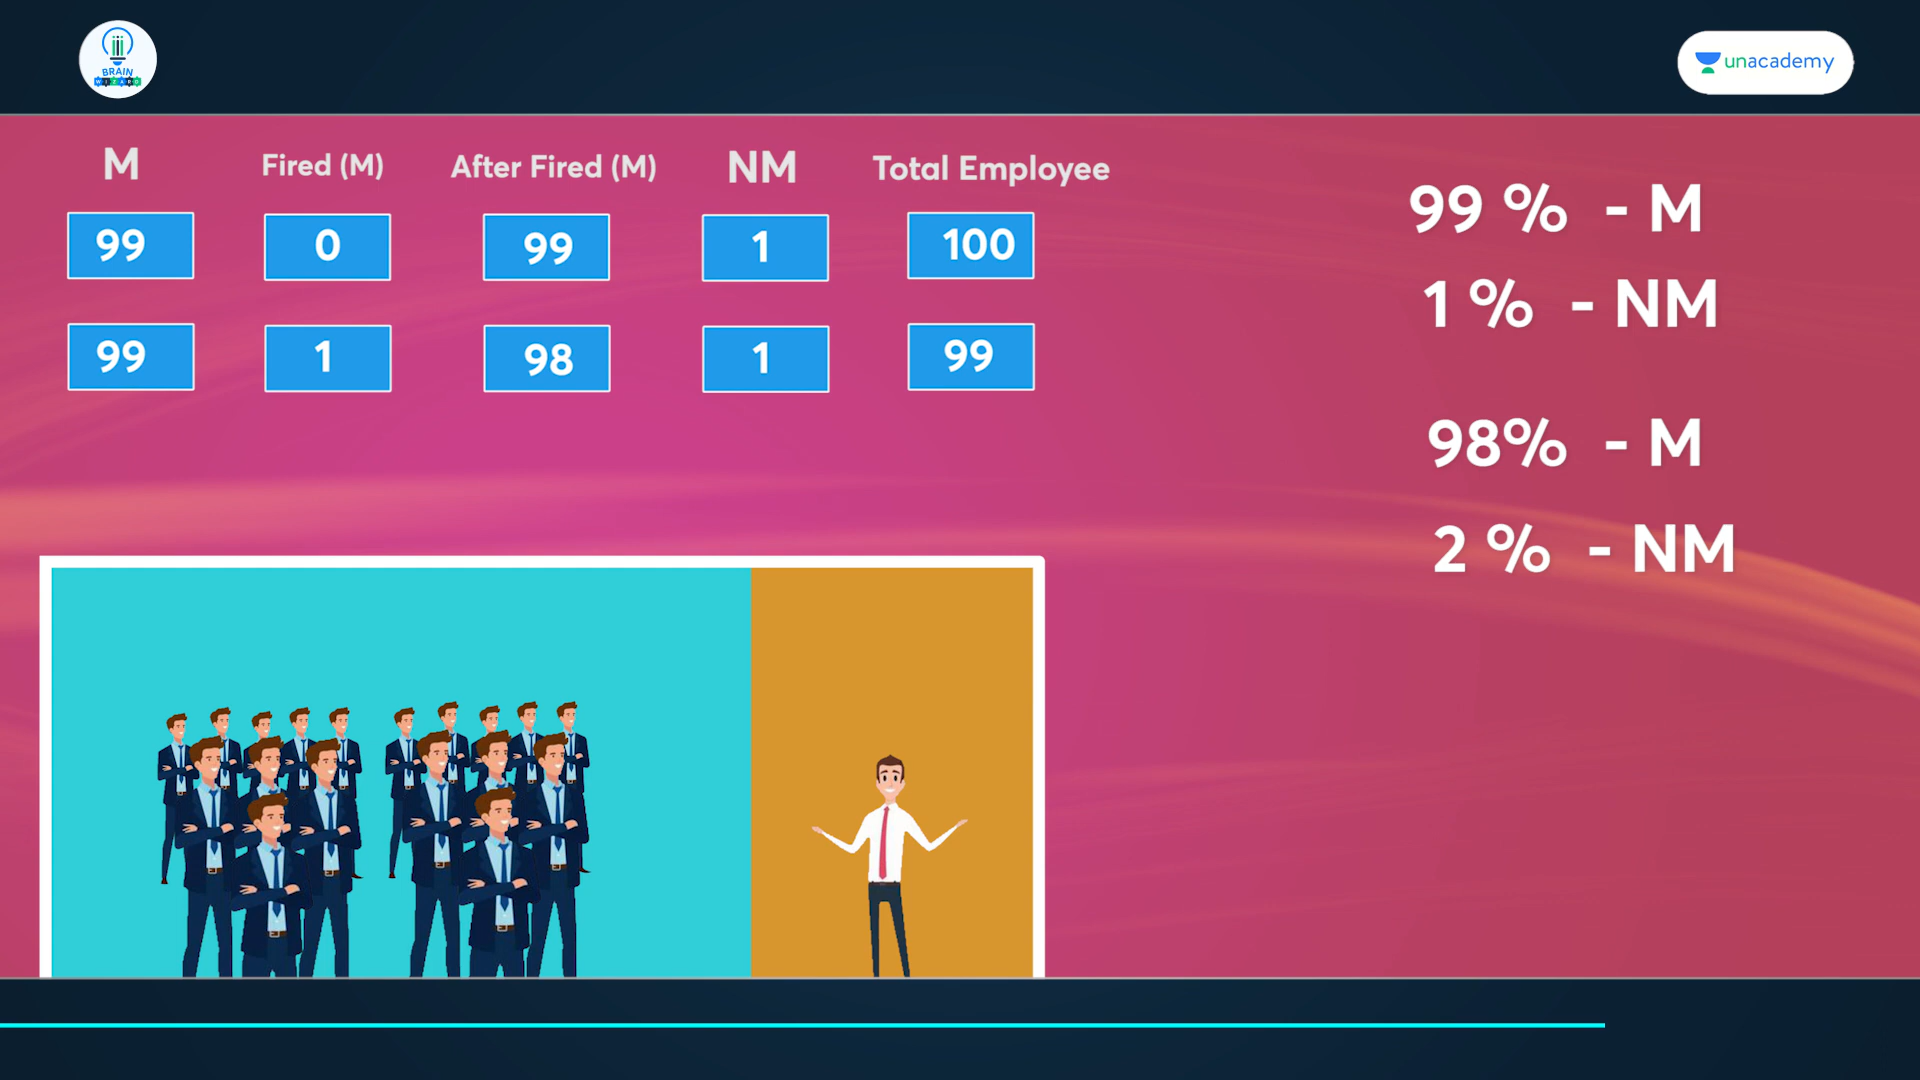 BRAIN
WIZARD
unacademy
M Fired (M) After Fired (M) NM Total Employee
99 0 99 1 100
99 1 98 1 99
99 % - M
1 % - NM
98% - M
2 % - NM